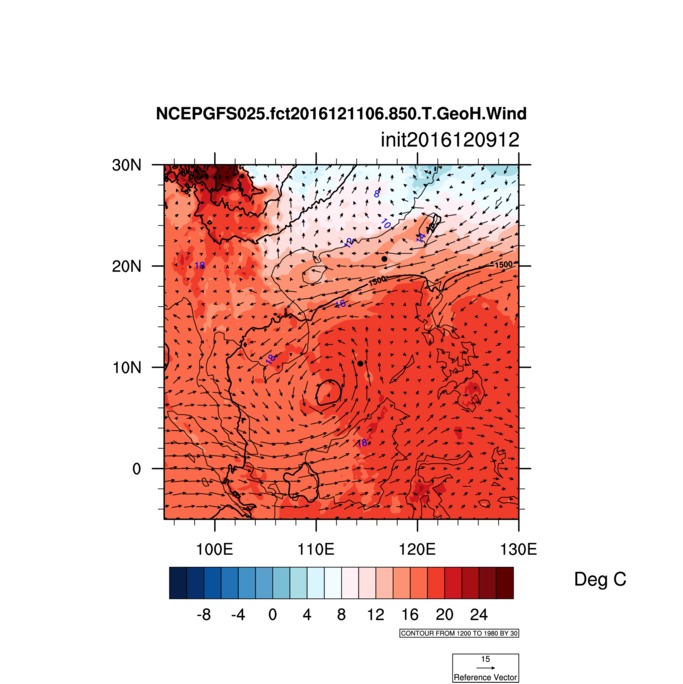 NCEPGFS025.fct2016121106.850.T.GeoH.Wind
init2016120912
30N
8
10
12
14
20N
18
1500
1500
16
18
10N
18
0
100E
110E
120E
130E
-8 -4 0 4 8 12 16 20 24
Deg C
CONTOUR FROM 1200 TO 1980 BY 30
15
Reference Vector